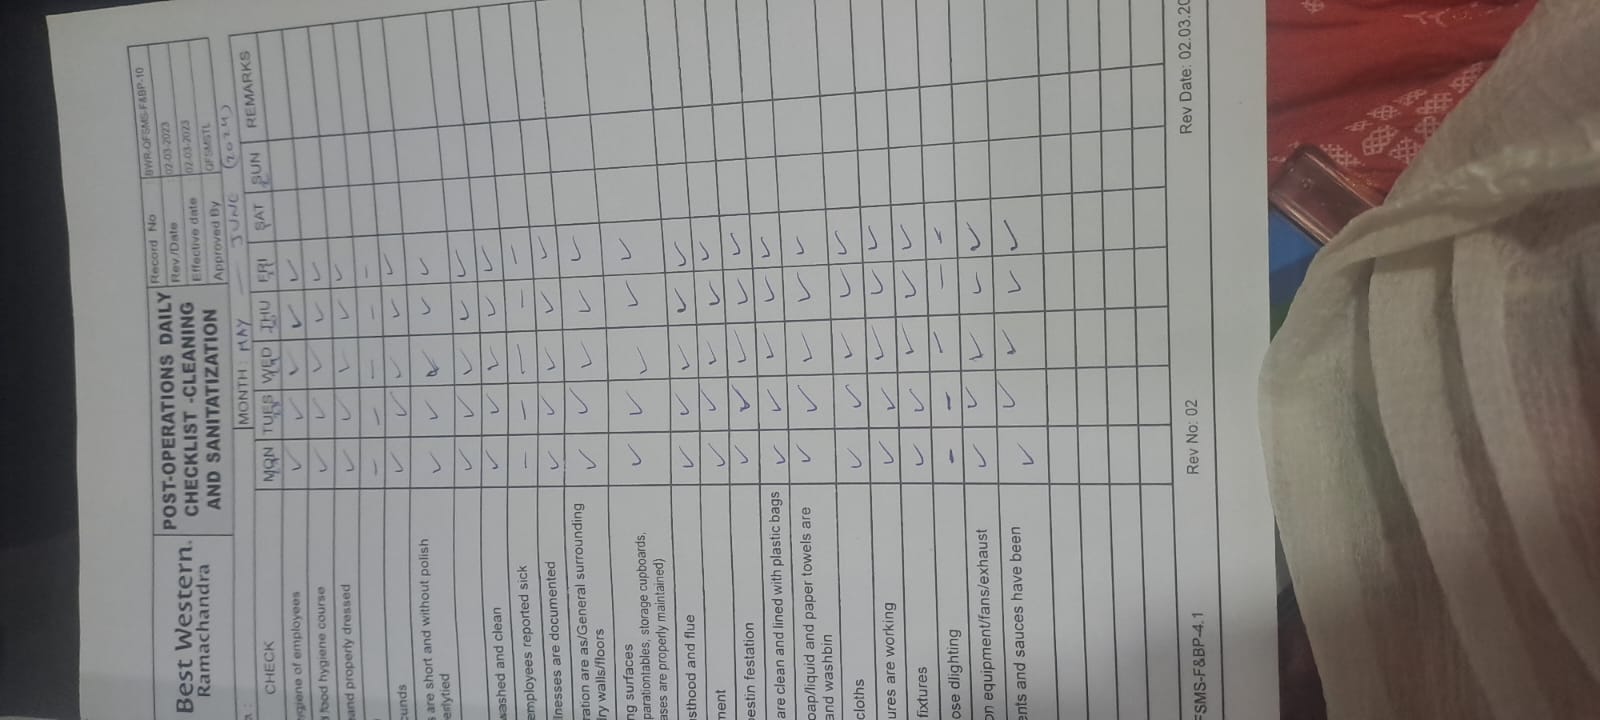 Best Western
Ramachandra
POST-OPERATIONS DAILY
CHECKLIST -CLEANING
AND SANITATIZATION
Record No BWR-QFSMS-F&BP-10
Rev./Date 02-03-2023
Effective date 02-03-2023
Approved By QFSMSTL
MONTH : MAY — JUNE (2024)
CHECK MON TUES WED THU FRI SAT SUN REMARKS
ygiene of employees ✓ ✓ ✓ ✓ ✓
food hygiene course ✓ ✓ ✓ ✓ ✓
and properly dressed ✓ ✓ ✓ ✓ ✓
— — — — —
ounds ✓ ✓ ✓ ✓ ✓
s are short and without polish
erlytied ✓ ✓ ✓ ✓ ✓
✓ ✓ ✓ ✓ ✓
washed and clean ✓ ✓ ✓ ✓ ✓
employees reported sick — — — — —
llnesses are documented ✓ ✓ ✓ ✓ ✓
ration are as/General surrounding
dry walls/floors ✓ ✓ ✓ ✓ ✓
ng surfaces
parationtables, storage cupboards,
ases are properly maintained) ✓ ✓ ✓ ✓ ✓
sthood and flue ✓ ✓ ✓ ✓ ✓
ment ✓ ✓ ✓ ✓ ✓
pestin festation ✓ ✓ ✓ ✓ ✓
are clean and lined with plastic bags ✓ ✓ ✓ ✓ ✓
oap/liquid and paper towels are
and washbin ✓ ✓ ✓ ✓ ✓
cloths ✓ ✓ ✓ ✓ ✓
ures are working ✓ ✓ ✓ ✓ ✓
fixtures ✓ ✓ ✓ ✓ ✓
ose dlighting — — — — —
on equipment/fans/exhaust ✓ ✓ ✓ ✓ ✓
ents and sauces have been ✓ ✓ ✓ ✓ ✓
FSMS-F&BP-4.1 Rev No: 02 Rev Date: 02.03.20